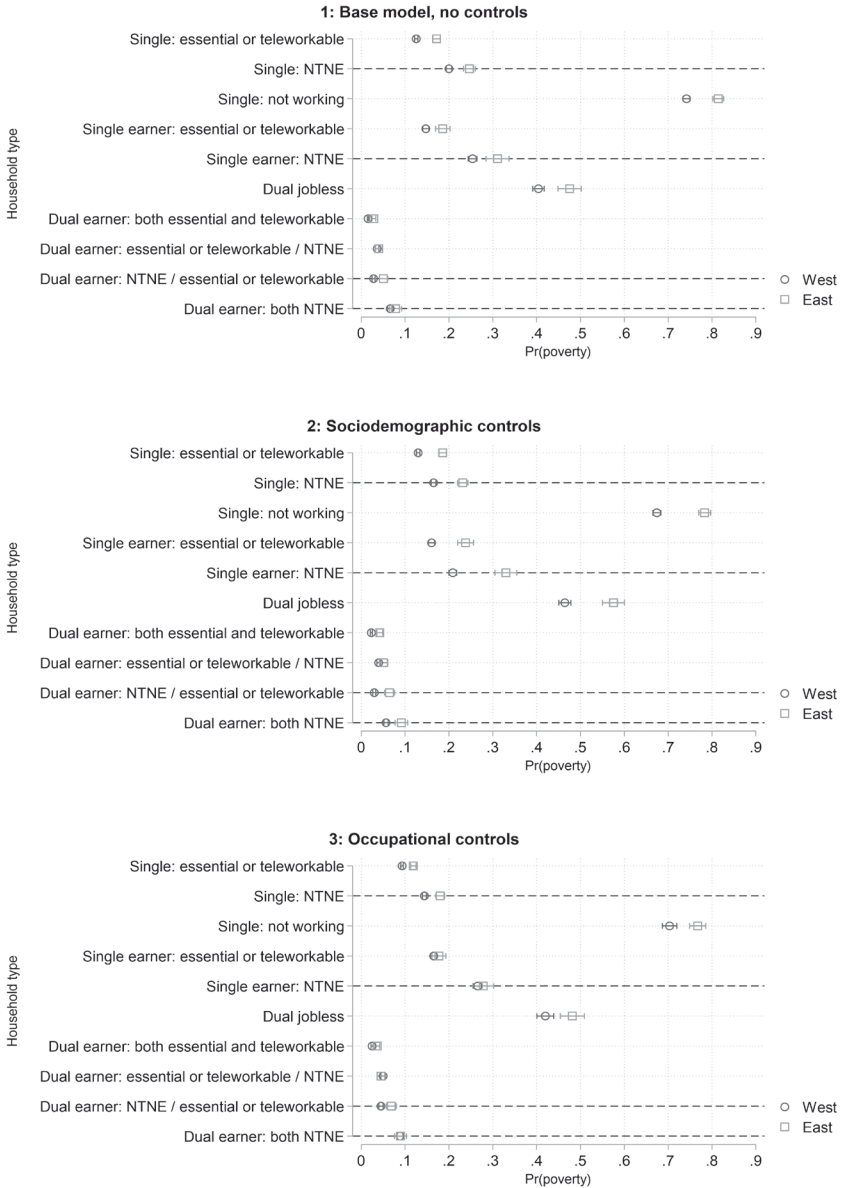 1: Base model, no controls
Household type
Single: essential or teleworkable
Single: NTNE
Single: not working
Single earner: essential or teleworkable
Single earner: NTNE
Dual jobless
Dual earner: both essential and teleworkable
Dual earner: essential or teleworkable / NTNE
Dual earner: NTNE / essential or teleworkable
Dual earner: both NTNE
0 .1 .2 .3 .4 .5 .6 .7 .8 .9
Pr(poverty)
West
East
2: Sociodemographic controls
Household type
Single: essential or teleworkable
Single: NTNE
Single: not working
Single earner: essential or teleworkable
Single earner: NTNE
Dual jobless
Dual earner: both essential and teleworkable
Dual earner: essential or teleworkable / NTNE
Dual earner: NTNE / essential or teleworkable
Dual earner: both NTNE
0 .1 .2 .3 .4 .5 .6 .7 .8 .9
Pr(poverty)
West
East
3: Occupational controls
Household type
Single: essential or teleworkable
Single: NTNE
Single: not working
Single earner: essential or teleworkable
Single earner: NTNE
Dual jobless
Dual earner: both essential and teleworkable
Dual earner: essential or teleworkable / NTNE
Dual earner: NTNE / essential or teleworkable
Dual earner: both NTNE
0 .1 .2 .3 .4 .5 .6 .7 .8 .9
Pr(poverty)
West
East